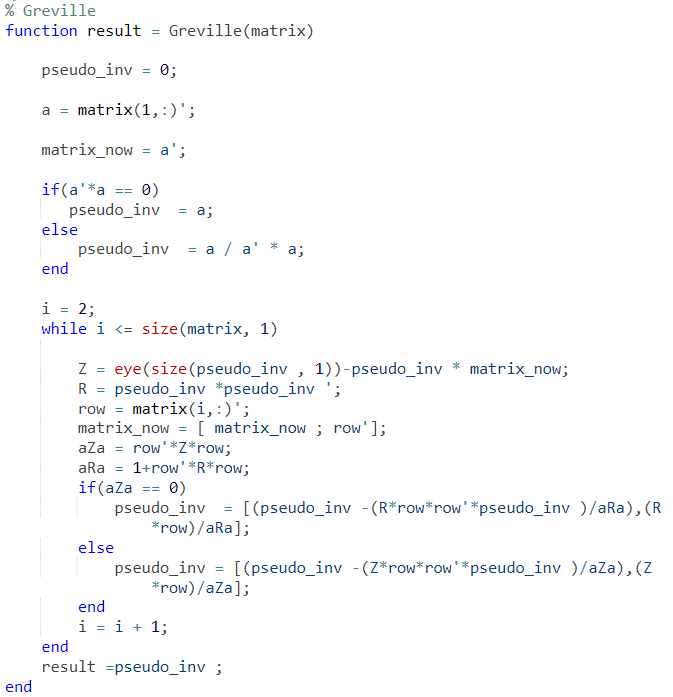 % Greville
function result = Greville(matrix)
pseudo_inv = 0;
a = matrix(1,:)';
matrix_now = a';
if(a'*a == 0)
pseudo_inv  = a;
else
pseudo_inv  = a / a' * a;
end
i = 2;
while i <= size(matrix, 1)
Z = eye(size(pseudo_inv , 1))-pseudo_inv * matrix_now;
R = pseudo_inv *pseudo_inv ';
row = matrix(i,:)';
matrix_now = [ matrix_now ; row'];
aZa = row'*Z*row;
aRa = 1+row'*R*row;
if(aZa == 0)
pseudo_inv  = [(pseudo_inv -(R*row*row'*pseudo_inv )/aRa),(R
*row)/aRa];
else
pseudo_inv = [(pseudo_inv -(Z*row*row'*pseudo_inv )/aZa),(Z
*row)/aZa];
end
i = i + 1;
end
result =pseudo_inv ;
end